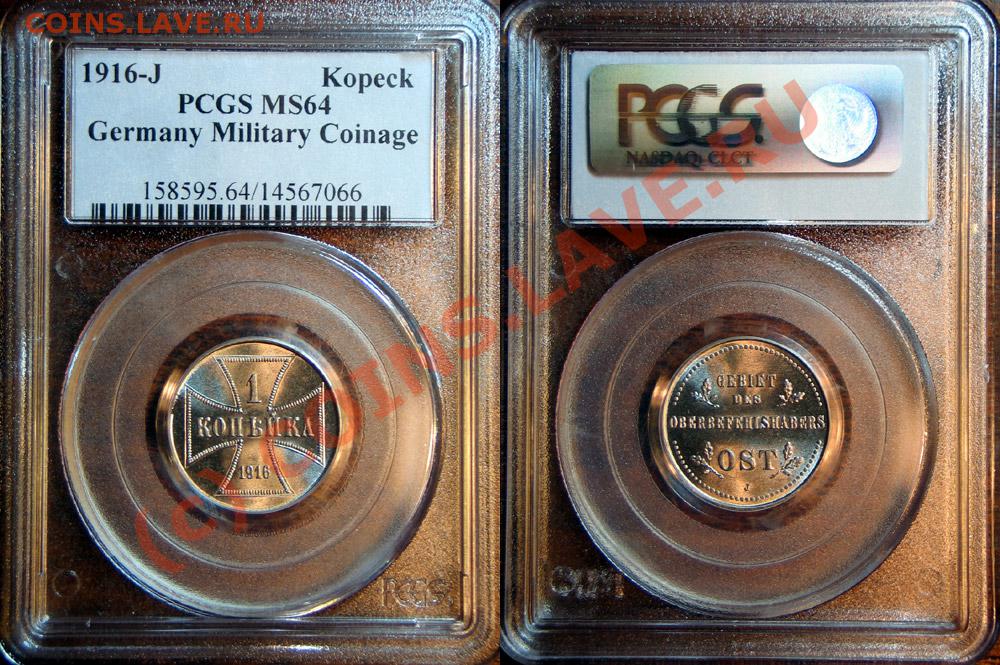 COINS.LAVE.RU
1916-J Kopeck
PCGS MS64
Germany Military Coinage
158595.64/14567066
1
КОПѢЙКА
1916
PCGS
PCGS
NASDAQ: CLCT
GEBIET
DES
OBERBEFEHLSHABERS
OST
J
(c) COINS.LAVE.RU